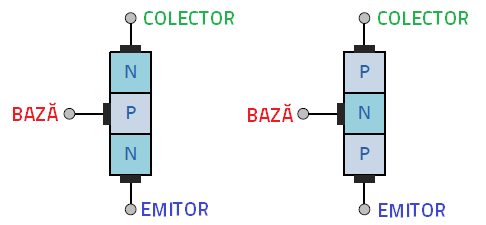 COLECTOR
N
BAZĂ P
N
EMITOR
COLECTOR
P
BAZĂ N
P
EMITOR